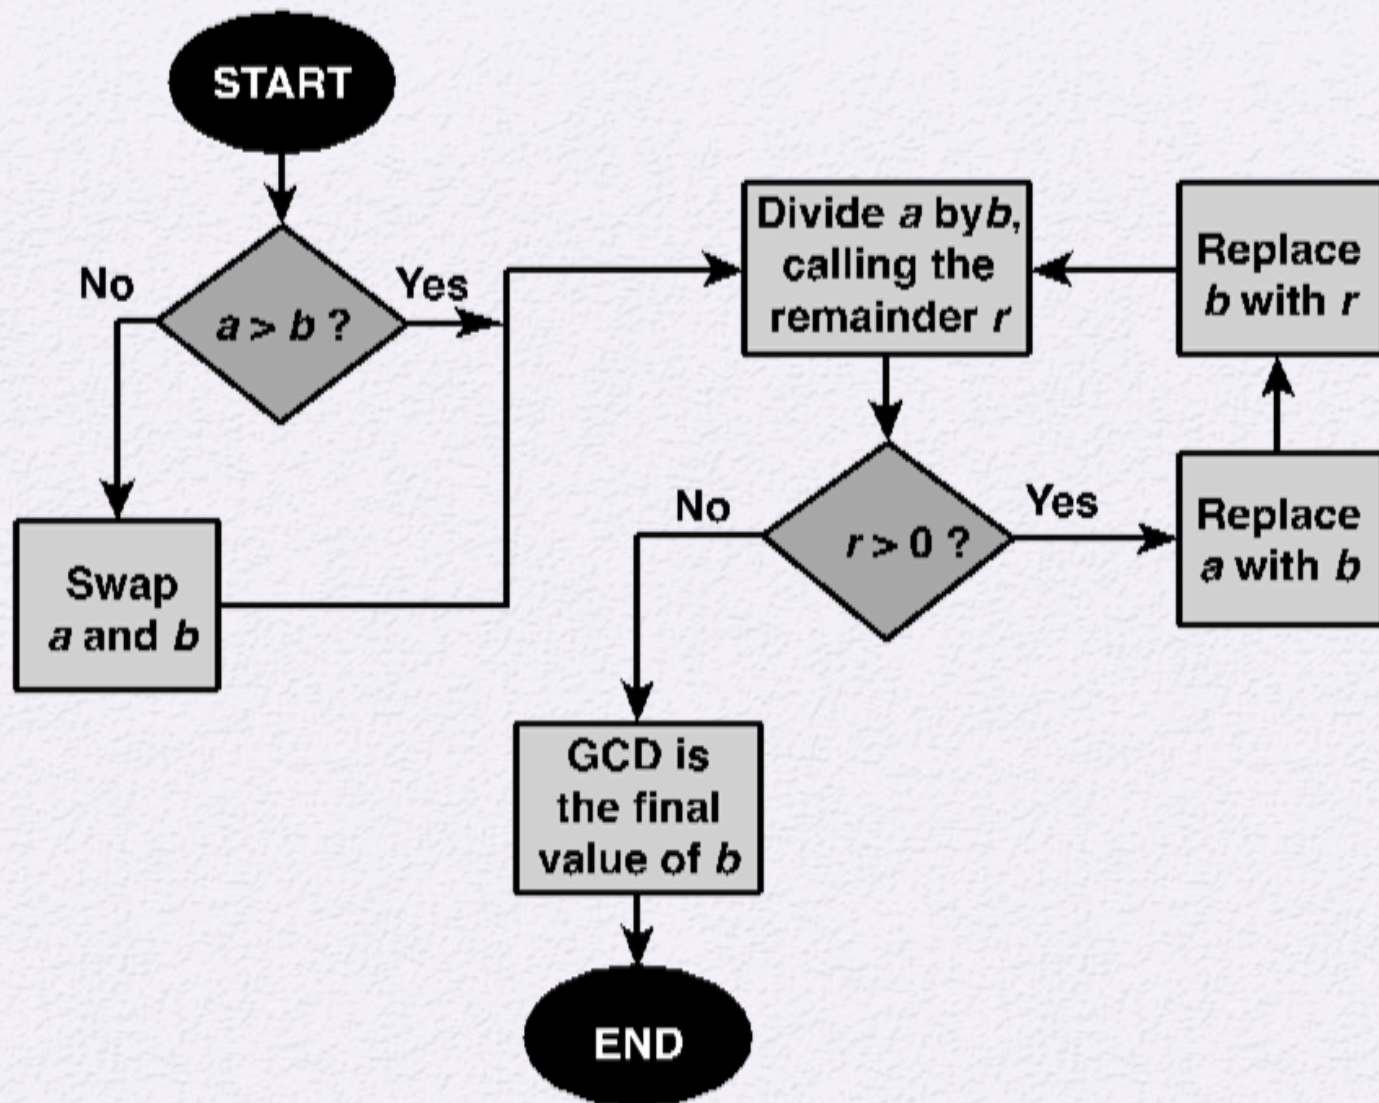 START
No
Yes
a > b ?
Swap
a and b
Divide a by b,
calling the
remainder r
Replace
b with r
No
Yes
r > 0 ?
Replace
a with b
GCD is
the final
value of b
END